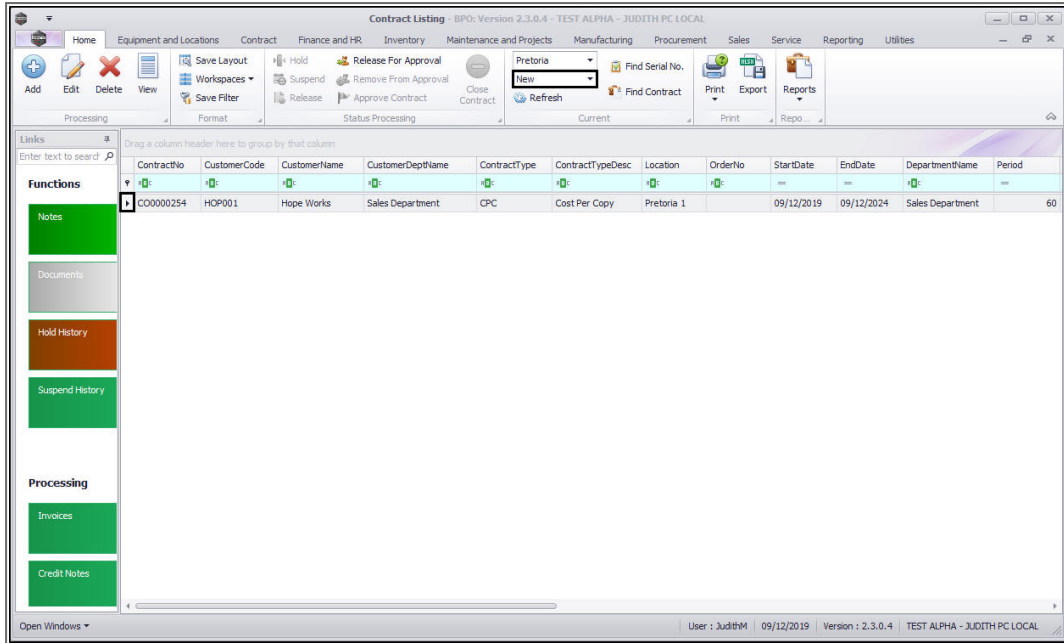 Contract Listing - BPO: Version 2.3.0.4 - TEST ALPHA - JUDITH PC LOCAL
Home Equipment and Locations Contract Finance and HR Inventory Maintenance and Projects Manufacturing Procurement Sales Service Reporting Utilities
Add Edit Delete View
Processing
Save Layout
Workspaces
Save Filter
Format
Hold
Suspend
Release
Release For Approval
Remove From Approval
Approve Contract
Close Contract
Status Processing
Pretoria
New
Refresh
Find Serial No.
Find Contract
Current
Print Export
Print
Reports
Repo...
Links
Enter text to search
Functions
Notes
Documents
Hold History
Suspend History
Processing
Invoices
Credit Notes
Drag a column header here to group by that column
ContractNo CustomerCode CustomerName CustomerDeptName ContractType ContractTypeDesc Location OrderNo StartDate EndDate DepartmentName Period
CO0000254 HOP001 Hope Works Sales Department CPC Cost Per Copy Pretoria 1 09/12/2019 09/12/2024 Sales Department 60
Open Windows
User : JudithM 09/12/2019 Version : 2.3.0.4 TEST ALPHA - JUDITH PC LOCAL